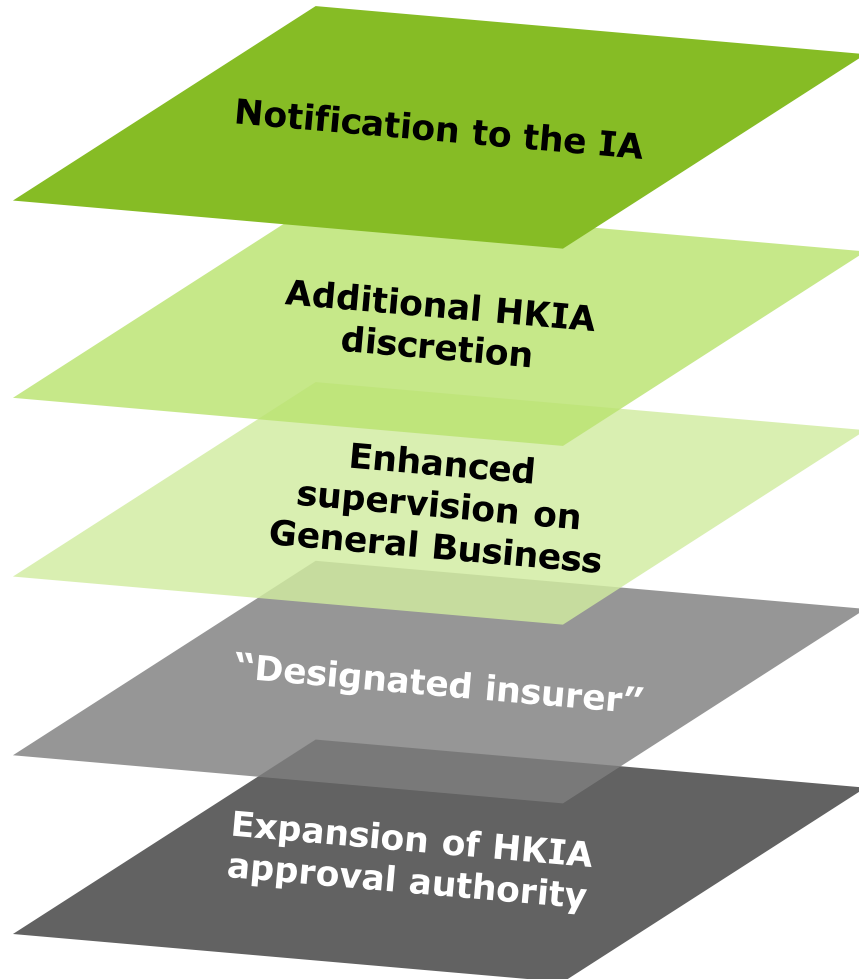 Notification to the IA
Additional HKIA
discretion
Enhanced
supervision on
General Business
“Designated insurer”
Expansion of HKIA
approval authority